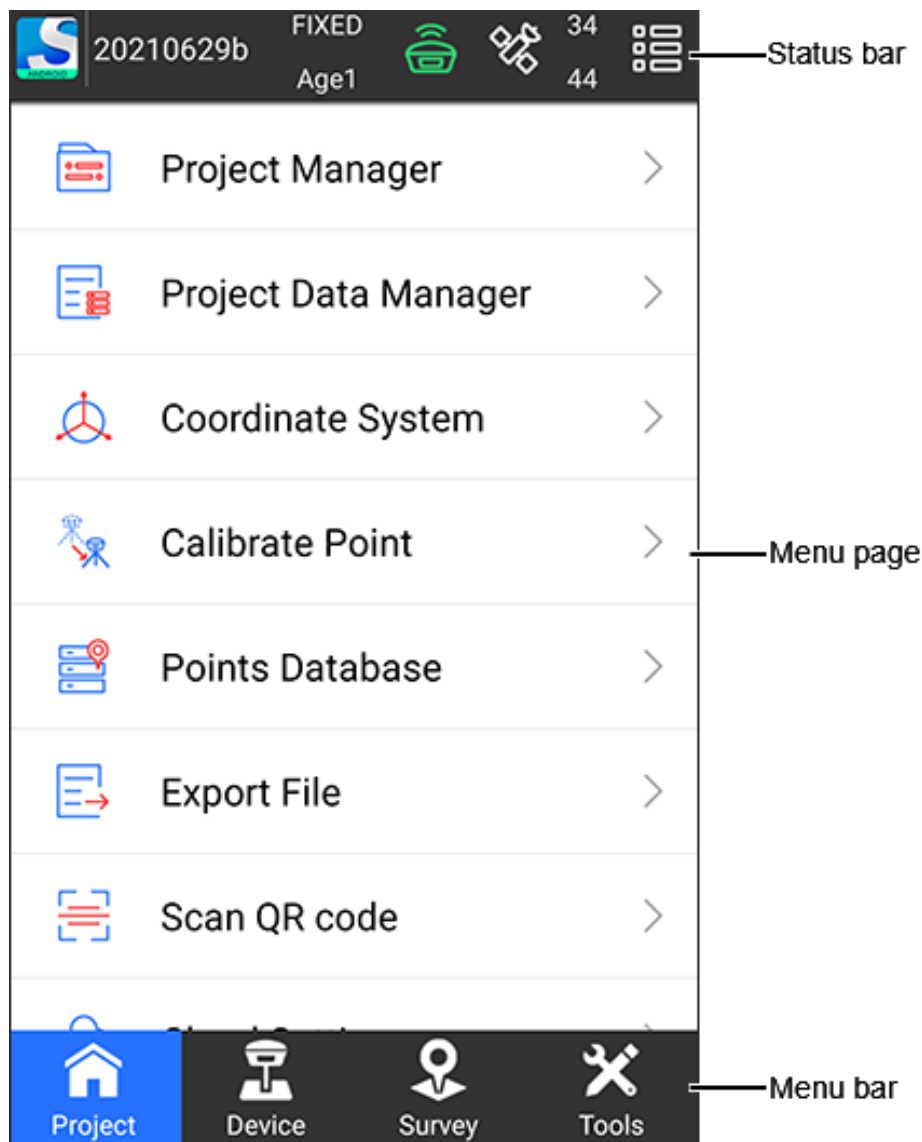 20210629b
FIXED
Age1
34
44
Status bar
ANDROID
Project Manager
Project Data Manager
Coordinate System
Calibrate Point
Menu page
Points Database
Export File
Scan QR code
Project
Device
Survey
Tools
Menu bar